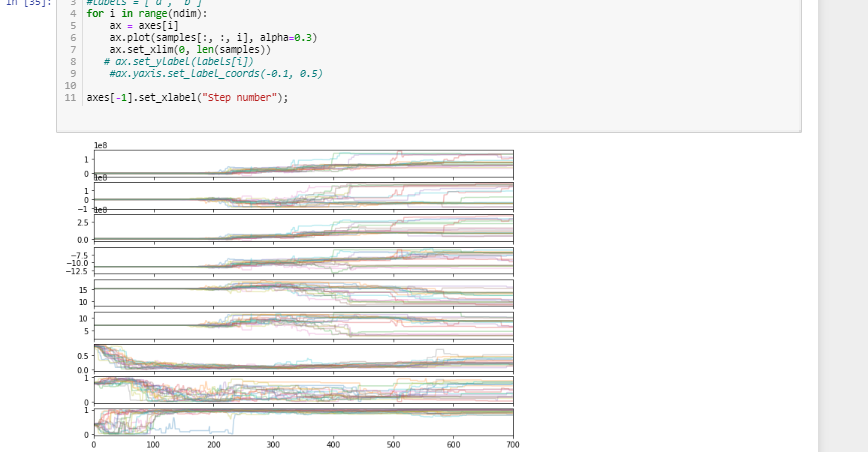 In [35]:
3 #labels = ["a", "b"]
4 for i in range(ndim):
5 ax = axes[i]
6 ax.plot(samples[:, :, i], alpha=0.3)
7 ax.set_xlim(0, len(samples))
8 # ax.set_ylabel(labels[i])
9 #ax.yaxis.set_label_coords(-0.1, 0.5)
10
11 axes[-1].set_xlabel("Step number");
1e8
1
0
1e8
1
0
−1
1e8
2.5
0.0
−7.5
−10.0
−12.5
15
10
10
5
0.5
0.0
1
0
1
0
0 100 200 300 400 500 600 700